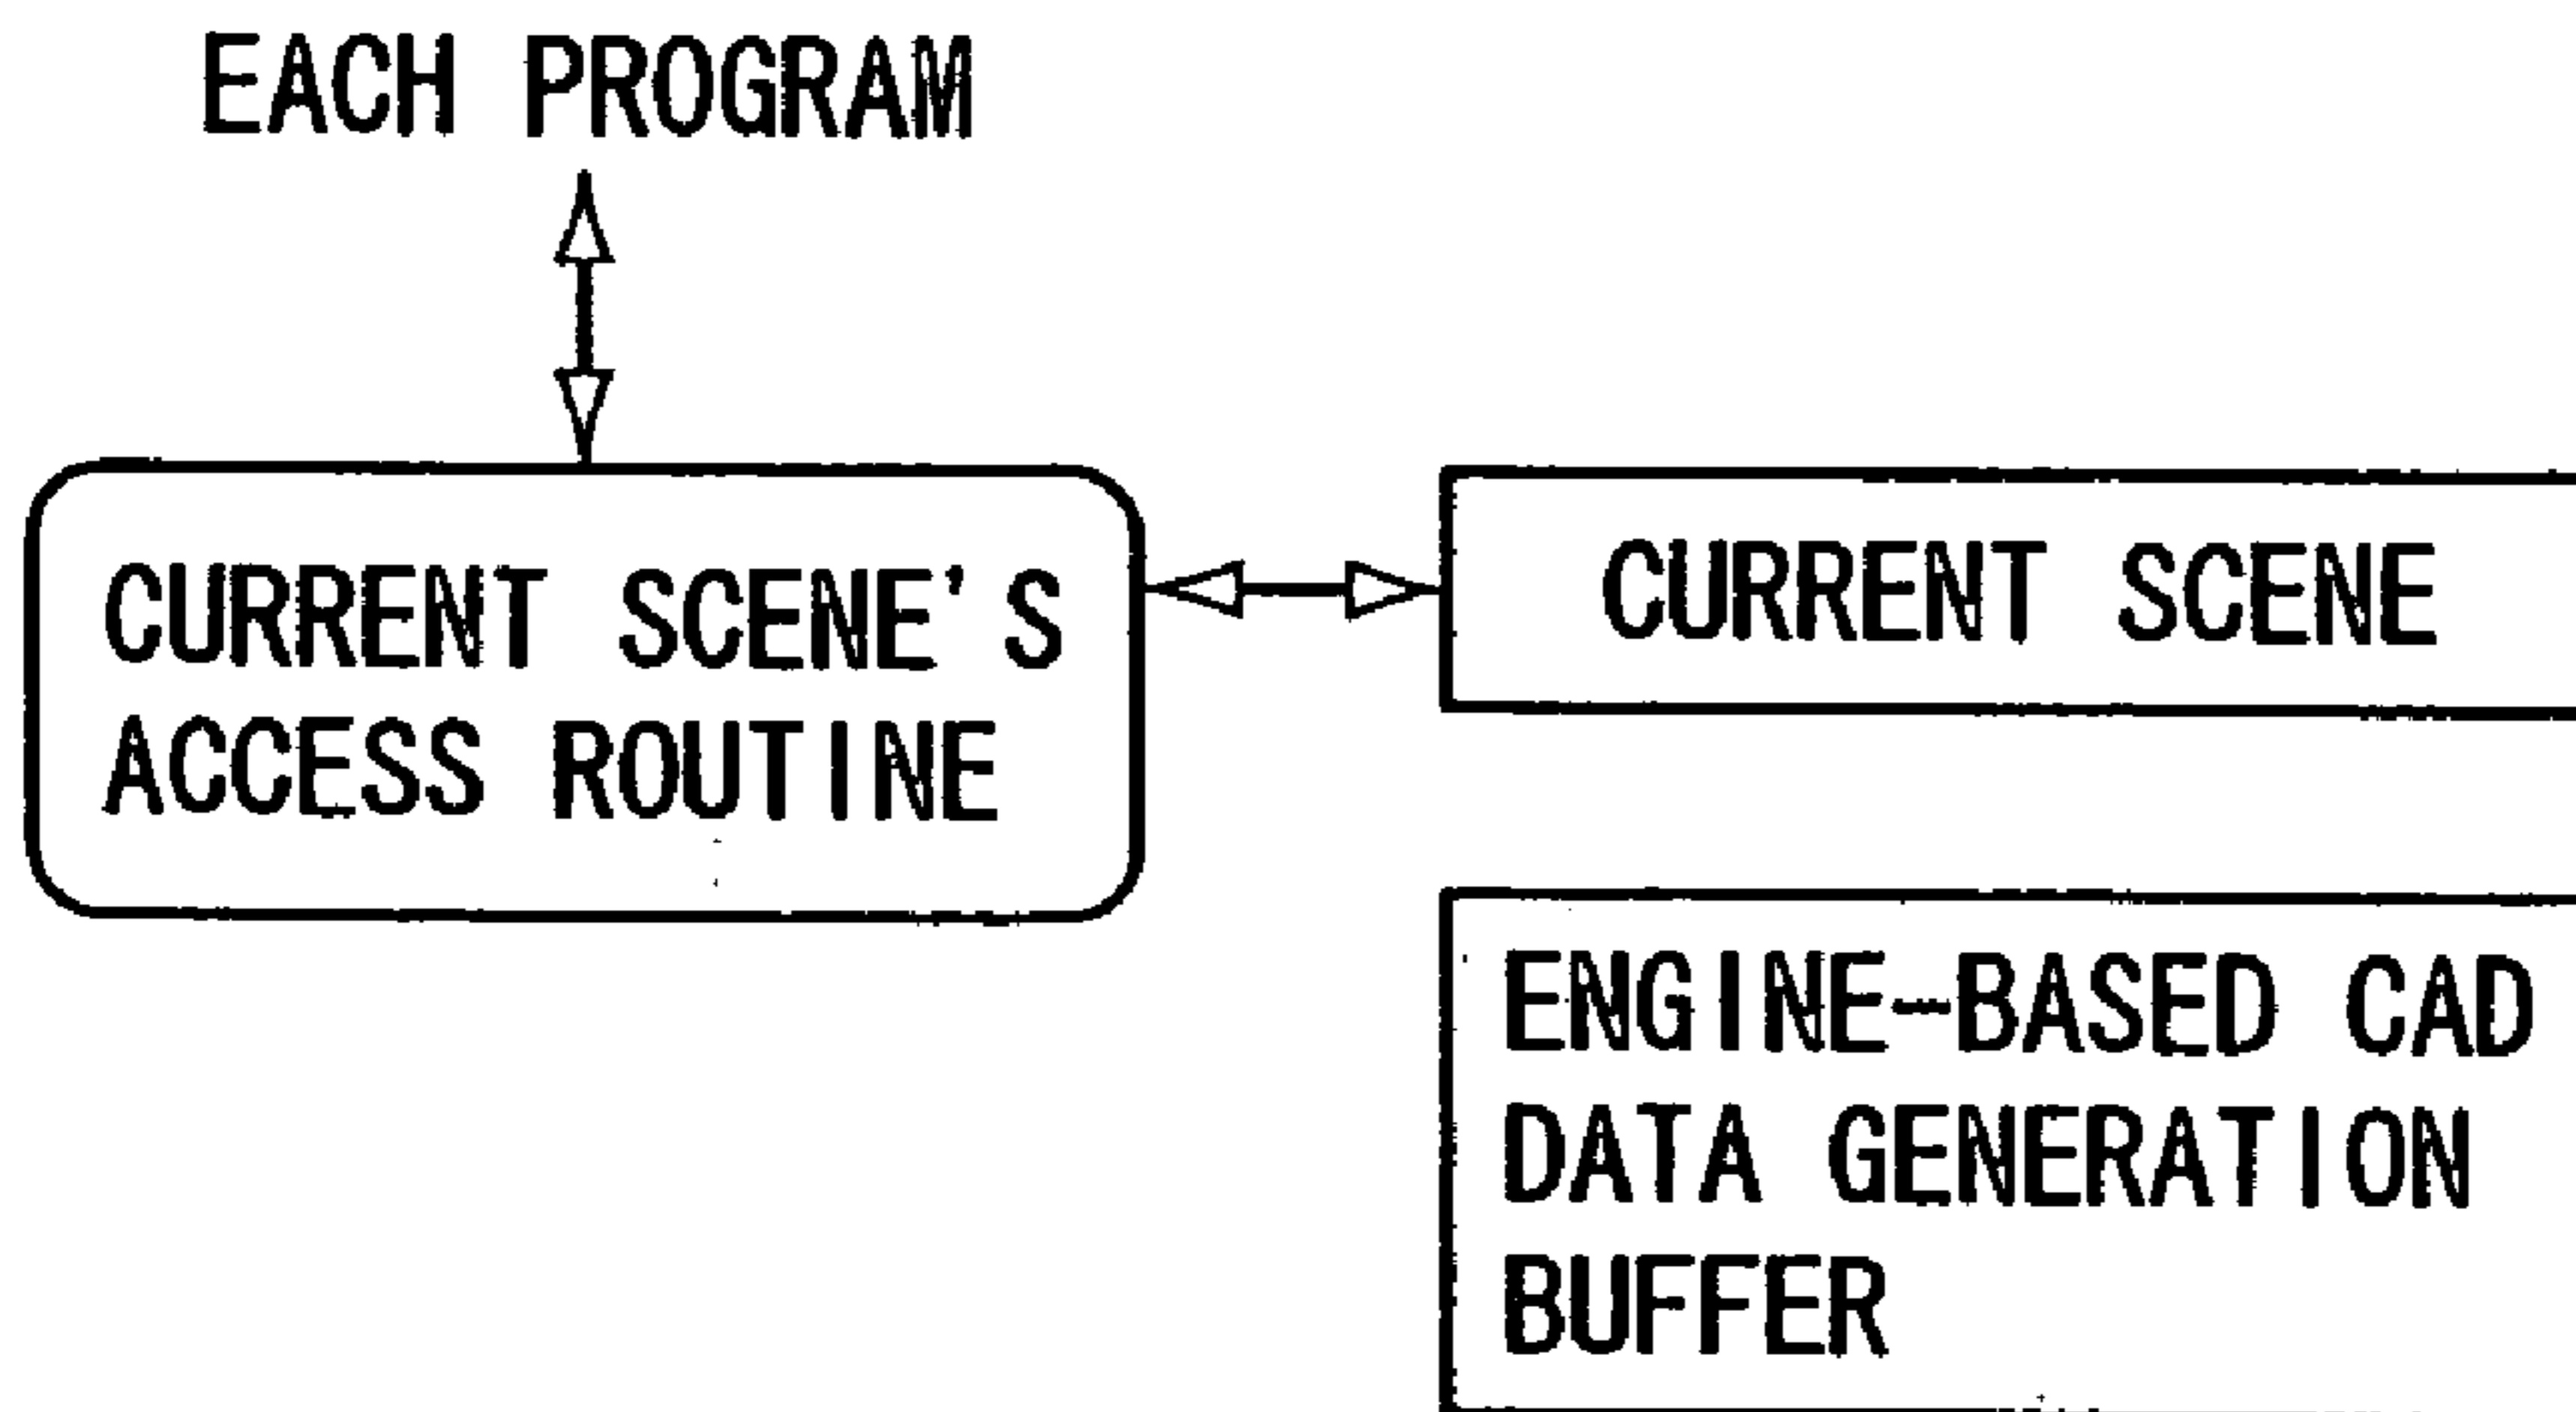 EACH PROGRAM
CURRENT SCENE'S
ACCESS ROUTINE
CURRENT SCENE
ENGINE-BASED CAD
DATA GENERATION
BUFFER